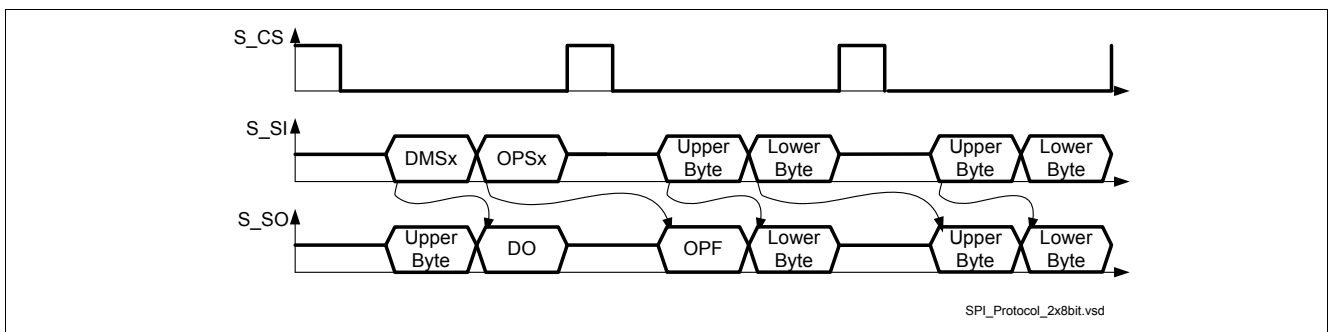 S_CS
S_SI
DMSx
OPSx
Upper
Byte
Lower
Byte
Upper
Byte
Lower
Byte
S_SO
Upper
Byte
DO
OPF
Lower
Byte
Upper
Byte
Lower
Byte
SPI_Protocol_2x8bit.vsd